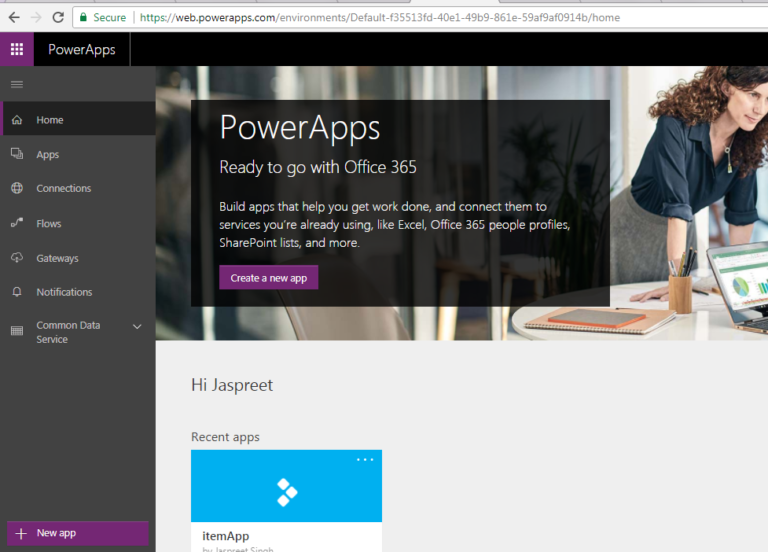 Secure
https://web.powerapps.com/environments/Default-f35513fd-40e1-49b9-861e-59af9af0914b/home
PowerApps
Home
Apps
Connections
Flows
Gateways
Notifications
Common Data
Service
New app
PowerApps
Ready to go with Office 365
Build apps that help you get work done, and connect them to
services you're already using, like Excel, Office 365 people profiles,
SharePoint lists, and more.
Create a new app
Hi Jaspreet
Recent apps
itemApp
by Jaspreet Singh